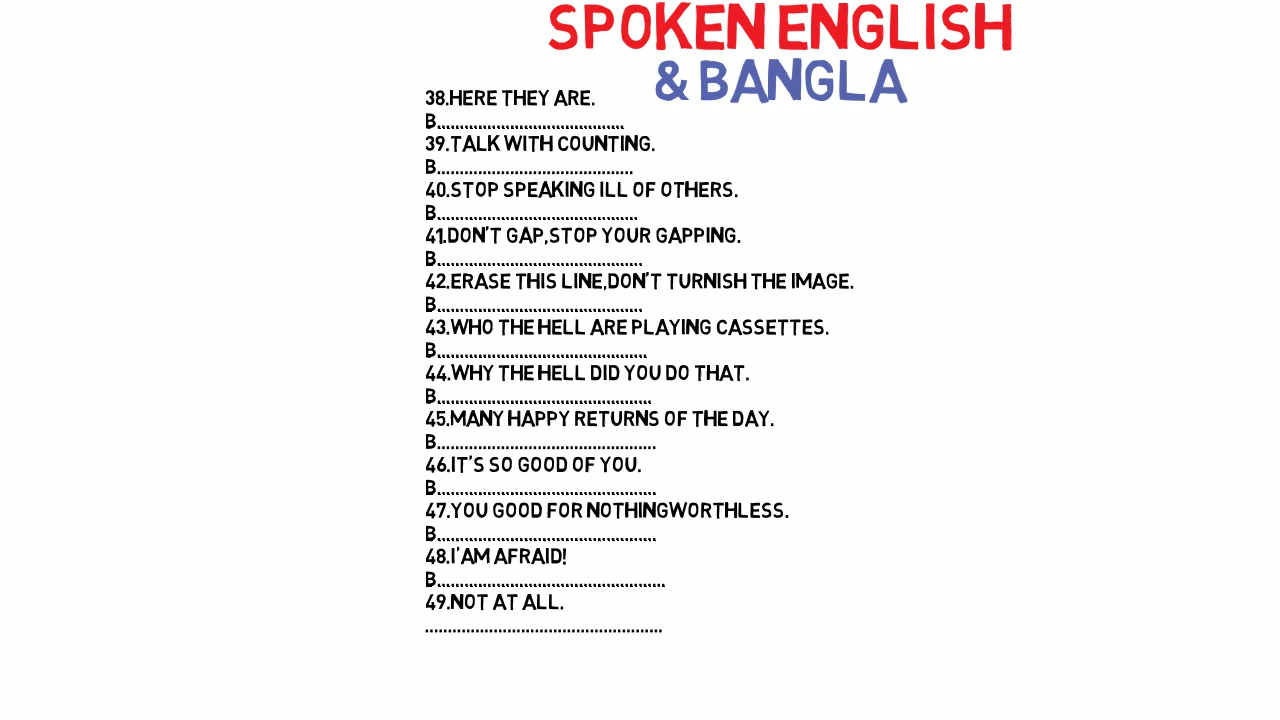 SPOKEN ENGLISH
& BANGLA
38.HERE THEY ARE.
B.........................................
39.TALK WITH COUNTING.
B...........................................
40.STOP SPEAKING ILL OF OTHERS.
B............................................
41.DON'T GAP,STOP YOUR GAPPING.
B.............................................
42.ERASE THIS LINE,DON'T TURNISH THE IMAGE.
B.............................................
43.WHO THE HELL ARE PLAYING CASSETTES.
B..............................................
44.WHY THE HELL DID YOU DO THAT.
B...............................................
45.MANY HAPPY RETURNS OF THE DAY.
B................................................
46.IT'S SO GOOD OF YOU.
B................................................
47.YOU GOOD FOR NOTHINGWORTHLESS.
B................................................
48.I'AM AFRAID!
B..................................................
49.NOT AT ALL.
....................................................